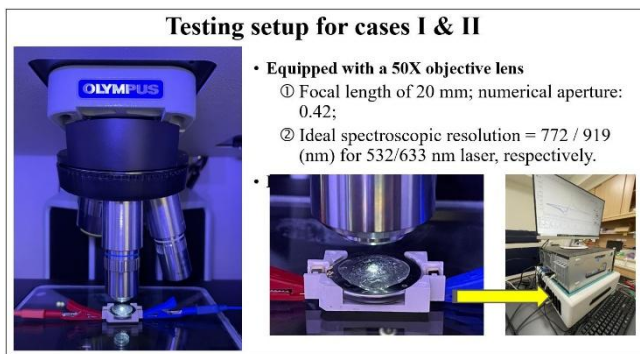 Testing setup for cases I & II
OLYMPUS
• Equipped with a 50X objective lens
① Focal length of 20 mm; numerical aperture:
0.42;
② Ideal spectroscopic resolution = 772 / 919
(nm) for 532/633 nm laser, respectively.
•